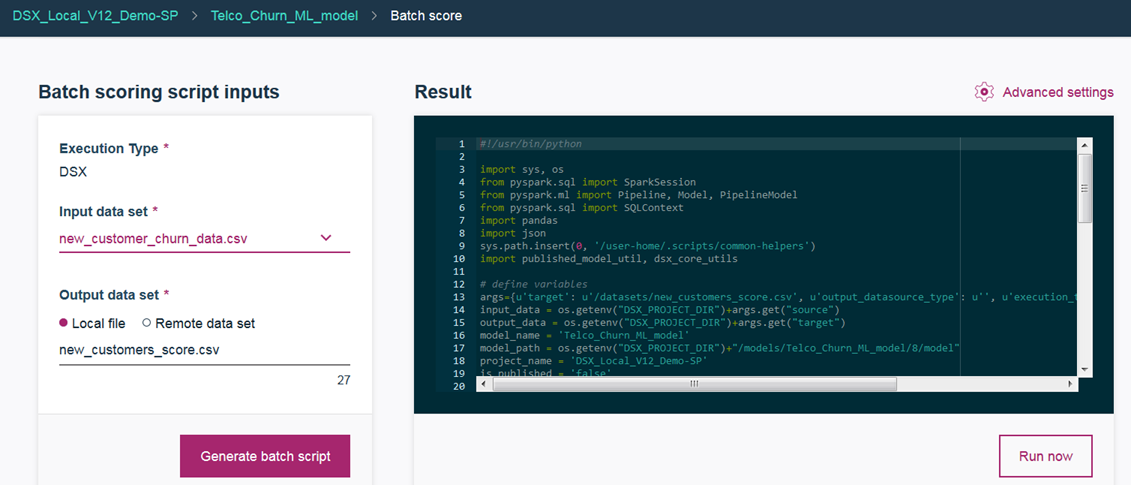 DSX_Local_V12_Demo-SP > Telco_Churn_ML_model > Batch score
Batch scoring script inputs
Execution Type *
DSX
Input data set *
new_customer_churn_data.csv
Output data set *
Local file Remote data set
new_customers_score.csv
27
Generate batch script
Result
Advanced settings
1 #!/usr/bin/python
2
3 import sys, os
4 from pyspark.sql import SparkSession
5 from pyspark.ml import Pipeline, Model, PipelineModel
6 from pyspark.sql import SQLContext
7 import pandas
8 import json
9 sys.path.insert(0, '/user-home/.scripts/common-helpers')
10 import published_model_util, dsx_core_utils
11
12 # define variables
13 args={u'target': u'/datasets/new_customers_score.csv', u'output_datasource_type': u'', u'execution_t
14 input_data = os.getenv("DSX_PROJECT_DIR")+args.get("source")
15 output_data = os.getenv("DSX_PROJECT_DIR")+args.get("target")
16 model_name = 'Telco_Churn_ML_model'
17 model_path = os.getenv("DSX_PROJECT_DIR")+"/models/Telco_Churn_ML_model/8/model"
18 project_name = 'DSX_Local_V12_Demo-SP'
19 is_published = 'false'
20
Run now